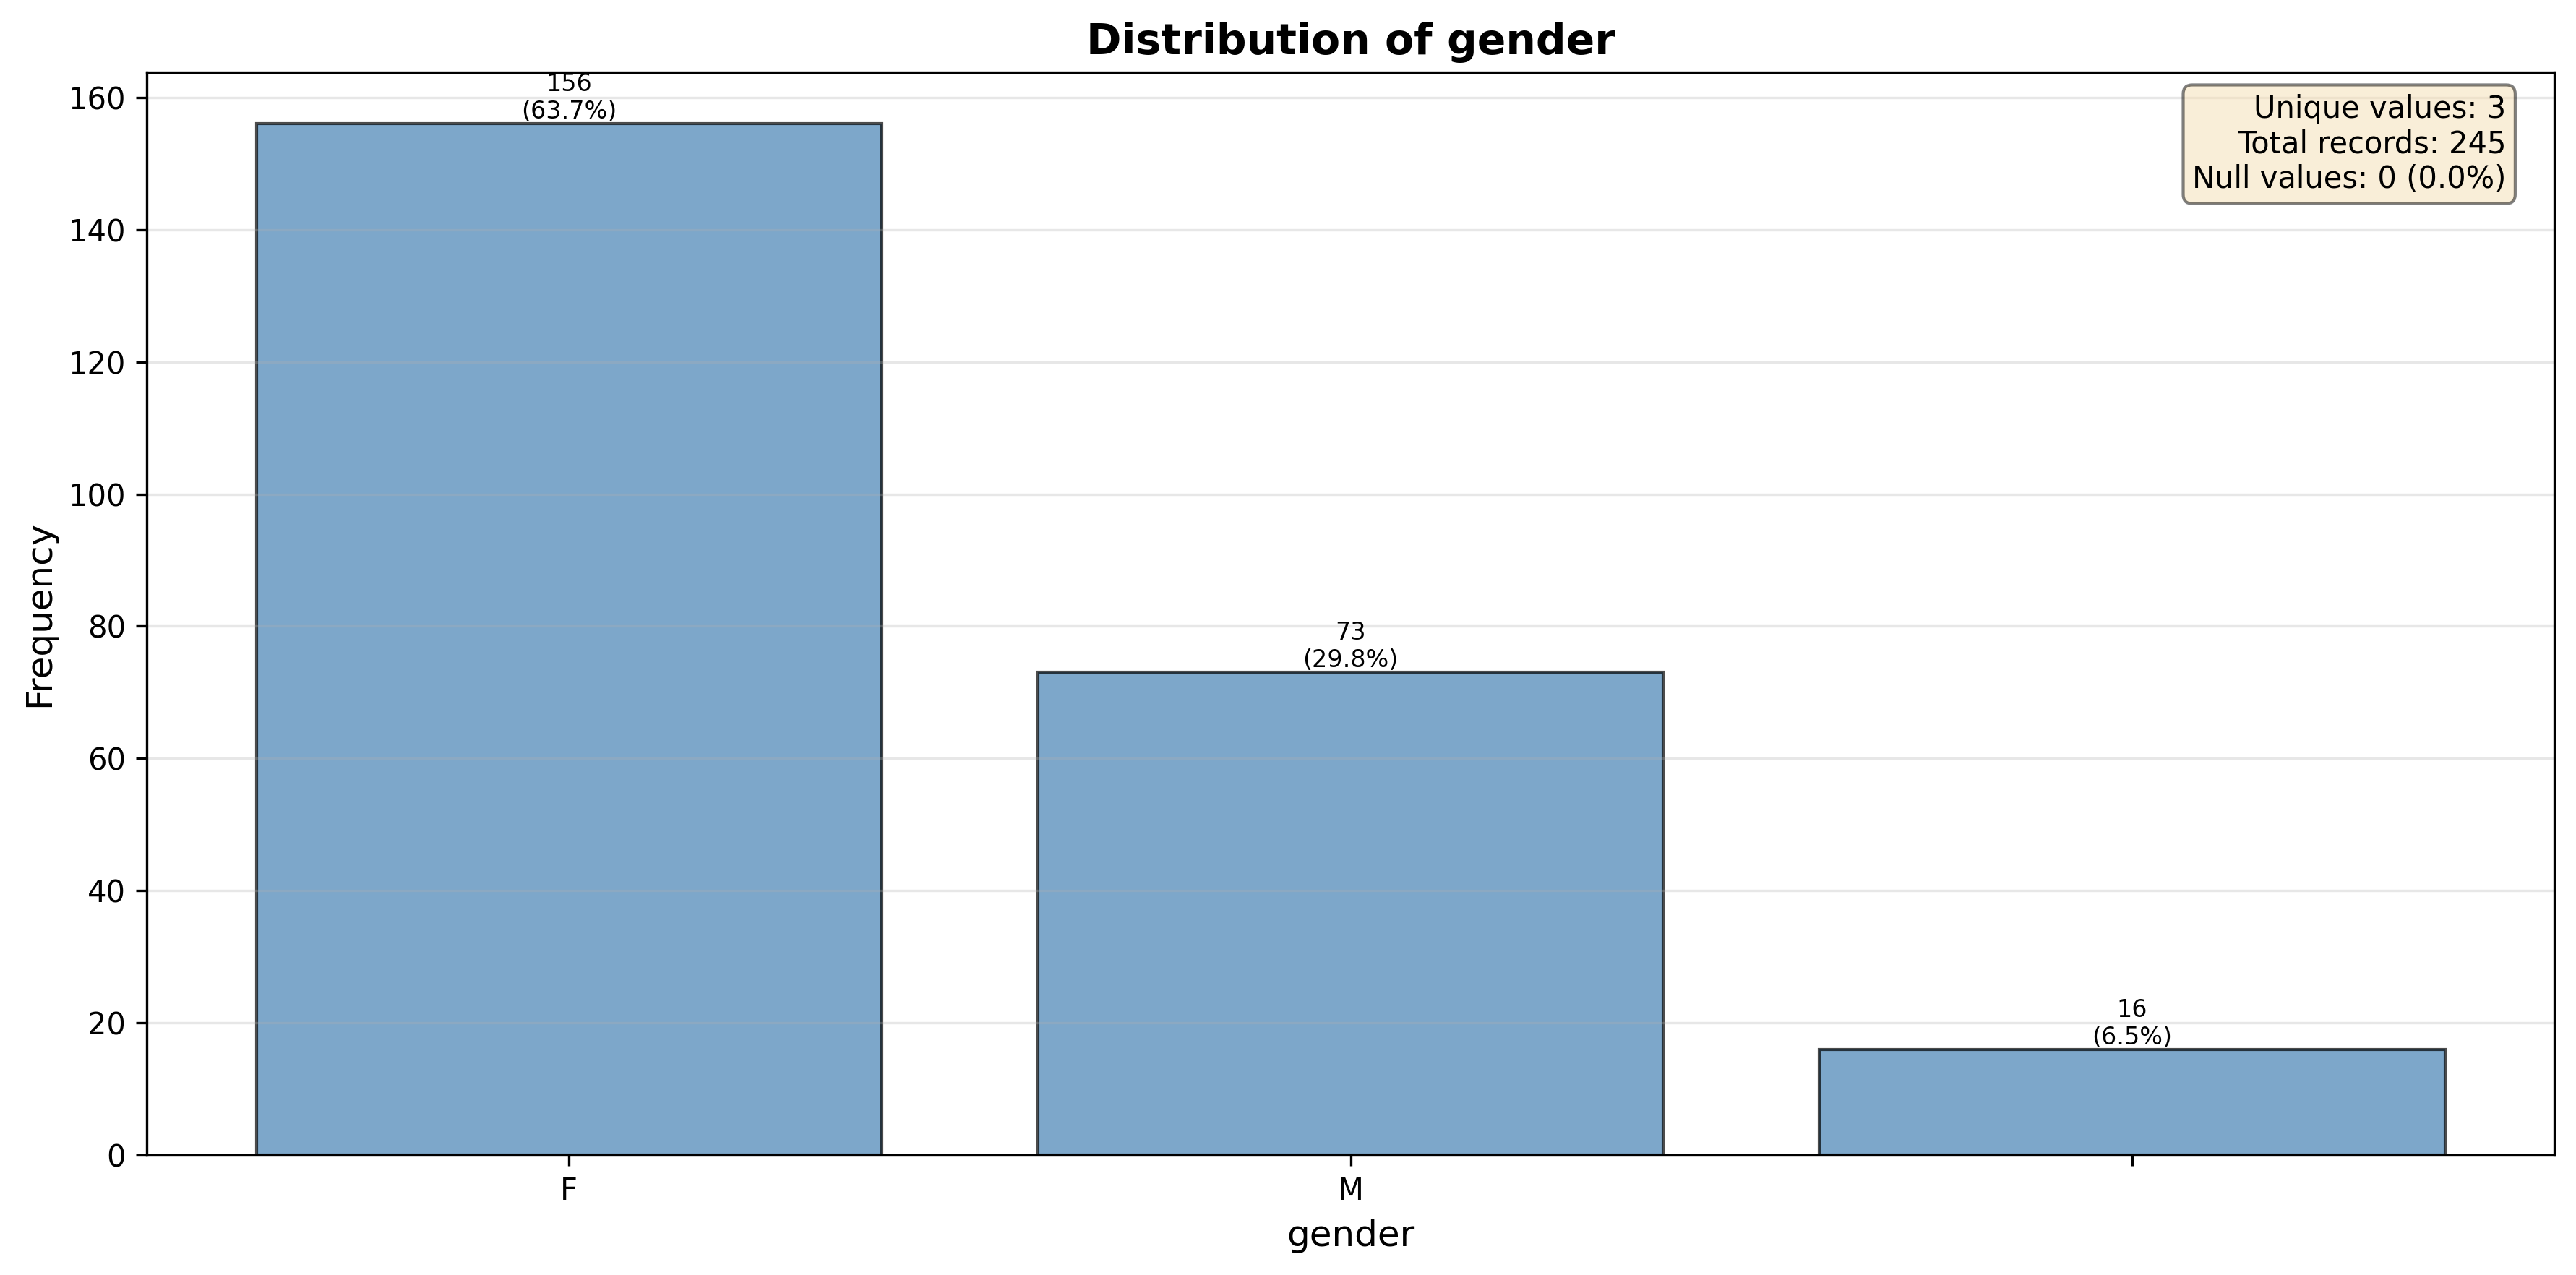 Distribution of gender
Unique values: 3
Total records: 245
Null values: 0 (0.0%)
Frequency
160
140
120
100
80
60
40
20
0
156
(63.7%)
73
(29.8%)
16
(6.5%)
F
M
gender